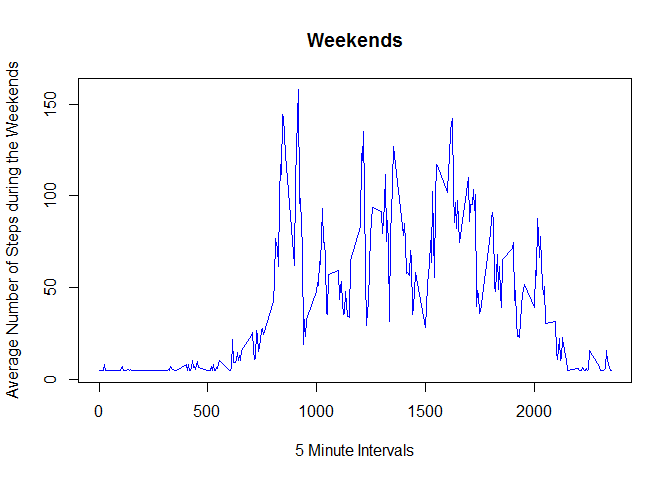 Weekends
Average Number of Steps during the Weekends
150
100
50
0
0 500 1000 1500 2000
5 Minute Intervals